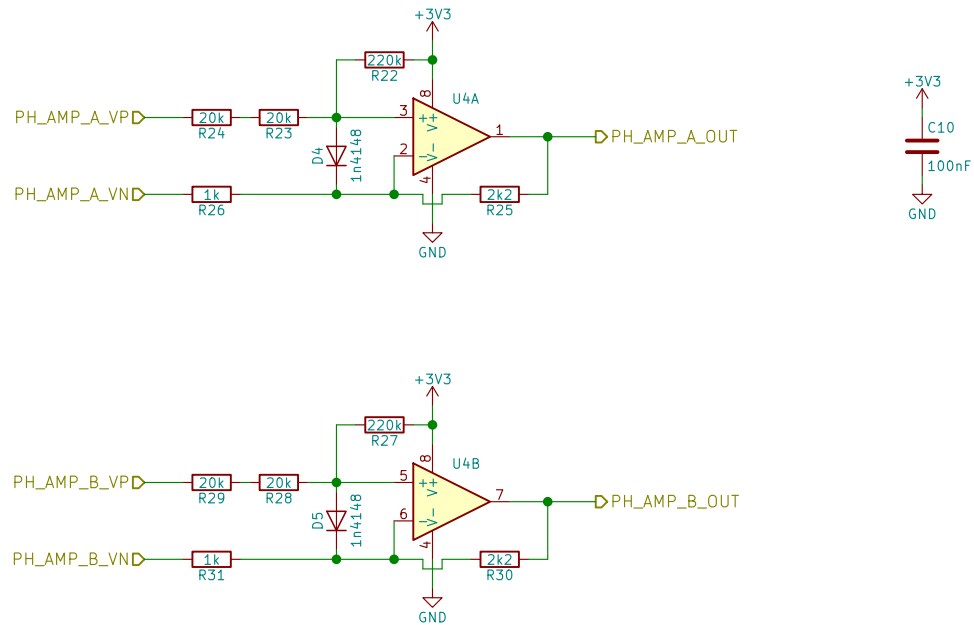 +3V3
220k
R22
8
U4A
+3V3
PH_AMP_A_VP
20k
R24
20k
R23
3
++
V
1
PH_AMP_A_OUT
C10
100nF
D4
1n4148
2
−V−
4
PH_AMP_A_VN
1k
R26
2k2
R25
GND
GND
+3V3
220k
R27
8
U4B
PH_AMP_B_VP
20k
R29
20k
R28
5
++
V
7
PH_AMP_B_OUT
D5
1n4148
6
−V−
4
PH_AMP_B_VN
1k
R31
2k2
R30
GND